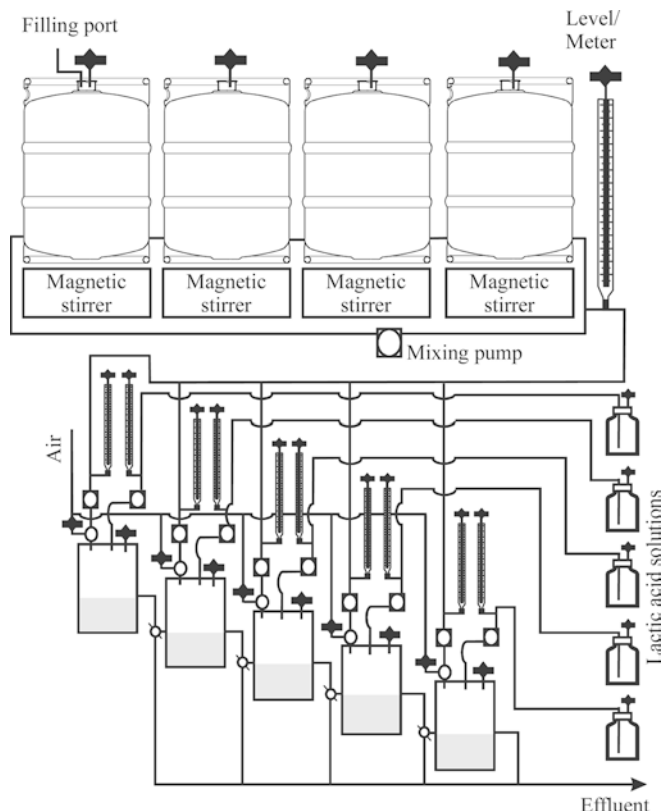 Filling port
Level/
Meter
Magnetic
stirrer
Magnetic
stirrer
Magnetic
stirrer
Magnetic
stirrer
Mixing pump
Air
Lactic acid solutions
Effluent